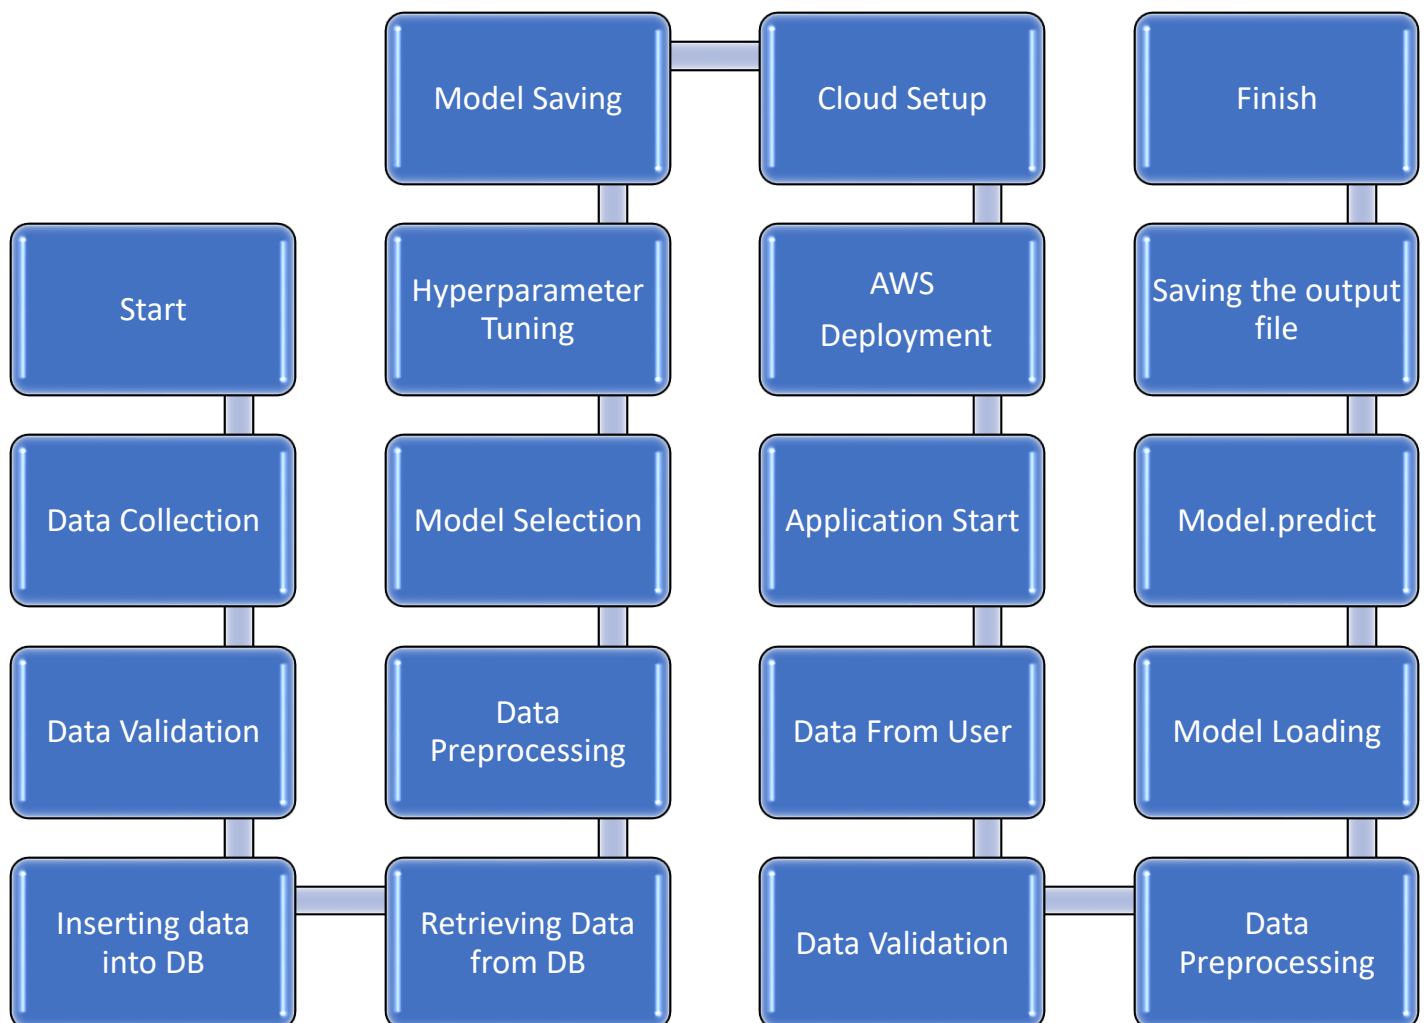 Start
Data Collection
Data Validation
Inserting data
into DB
Retrieving Data
from DB
Data
Preprocessing
Model Selection
Hyperparameter
Tuning
Model Saving
Cloud Setup
AWS
Deployment
Application Start
Data From User
Data Validation
Data
Preprocessing
Model Loading
Model.predict
Saving the output
file
Finish